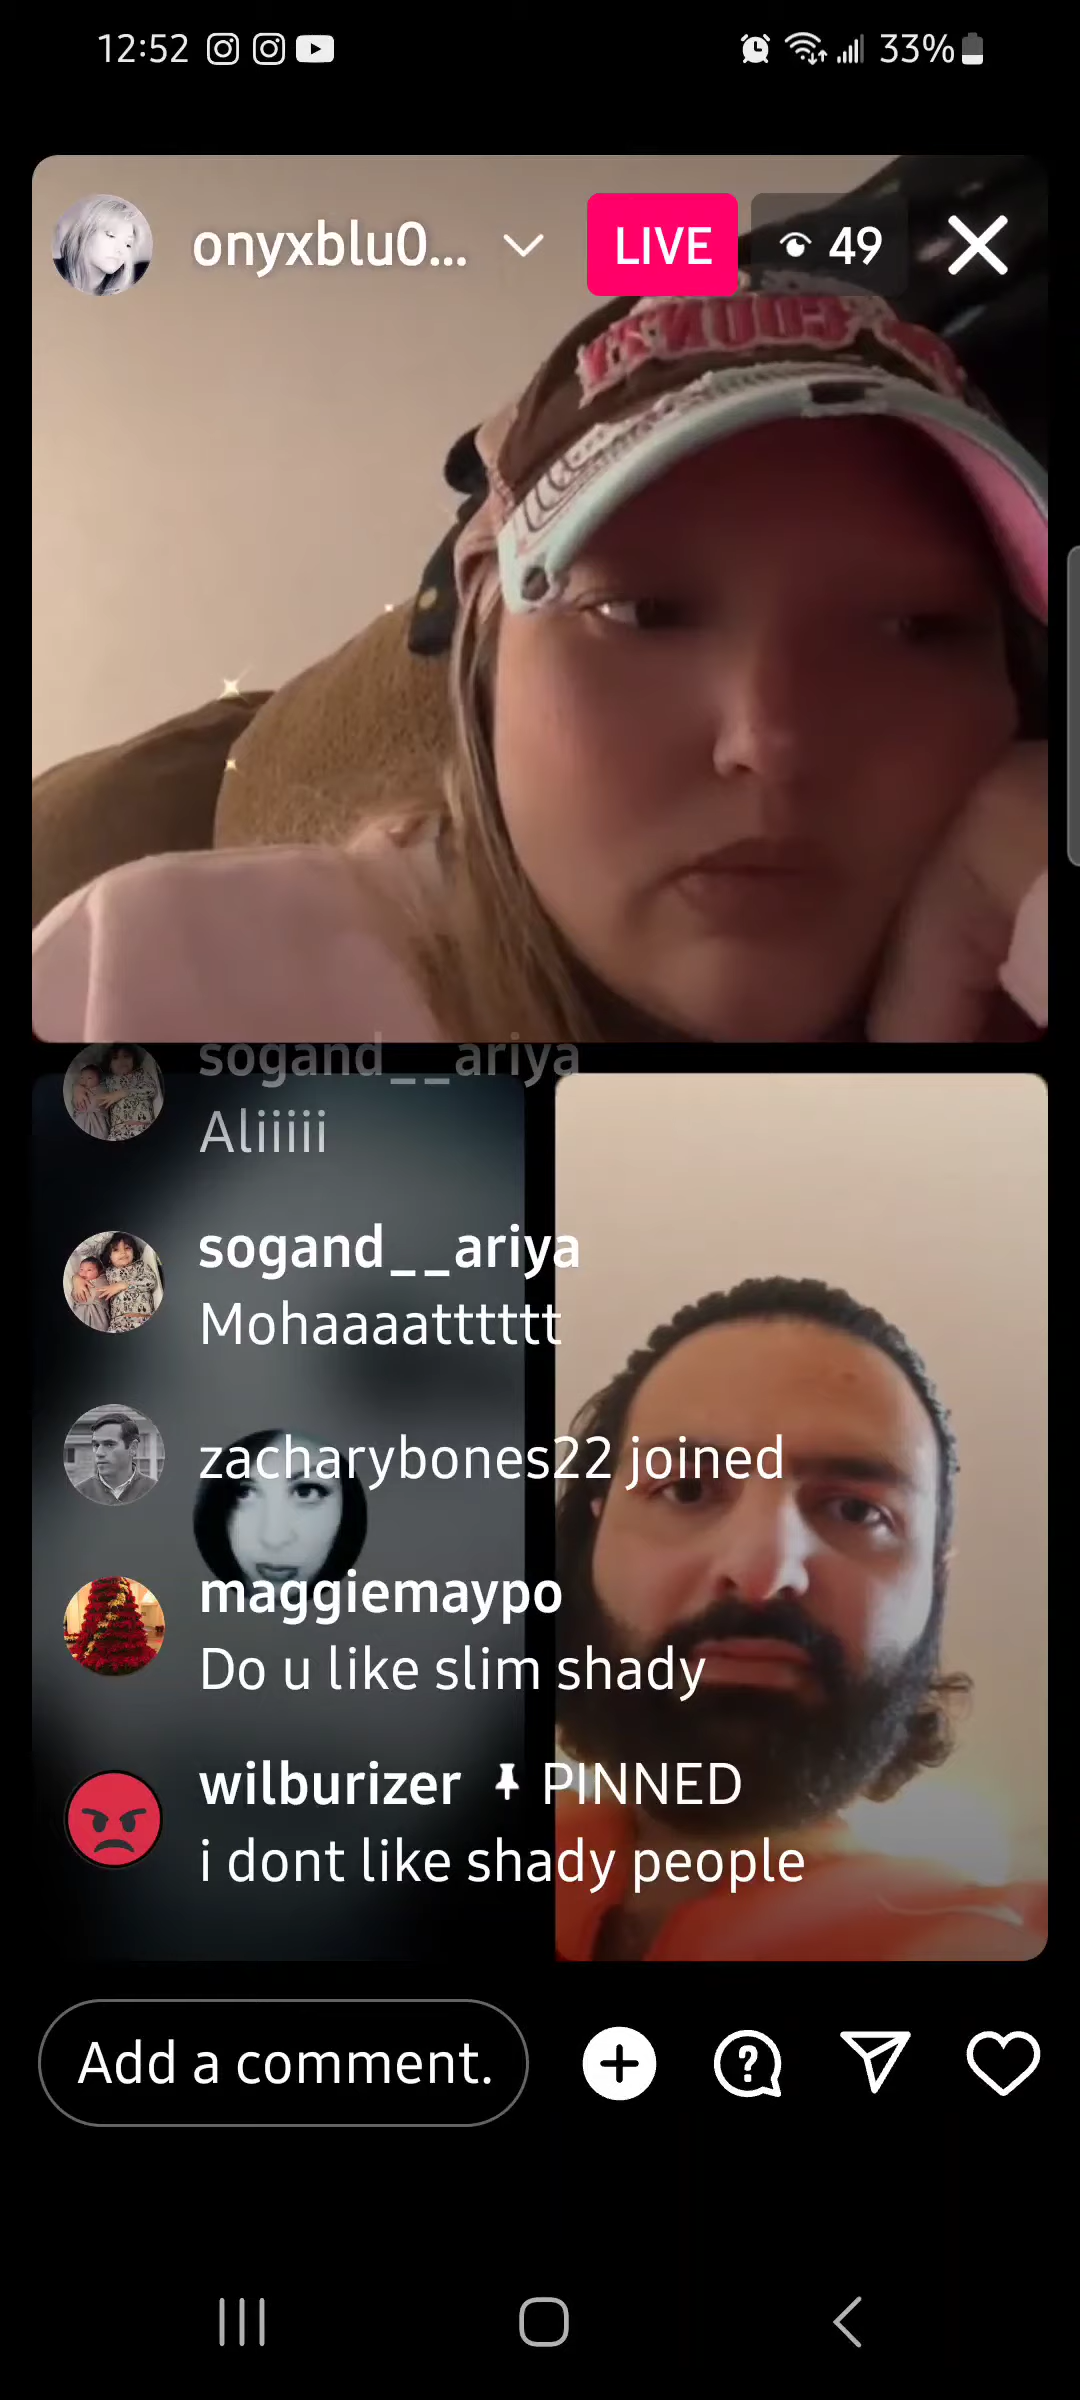 12:52
33%
onyxblu0...
LIVE
49
sogand__ariya
Aliiiii
sogand__ariya
Mohaaaatttttt
zacharybones22 joined
maggiemaypo
Do u like slim shady
wilburizer PINNED
i dont like shady people
Add a comment.